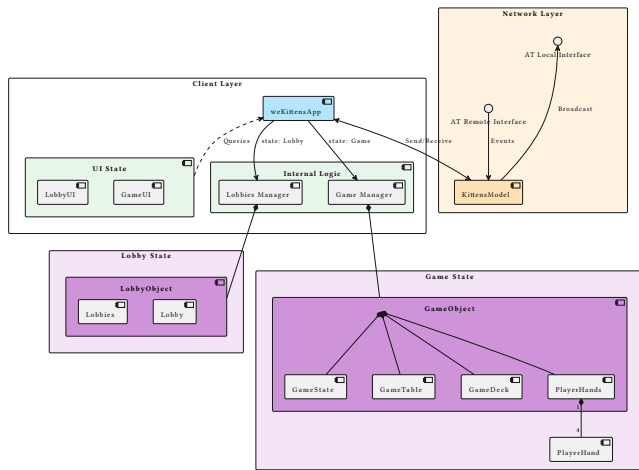 Network Layer
AT Local Interface
Client Layer
weKittensApp
Broadcast
AT Remote Interface
Queries
state: Lobby
state: Game
Send/Receive
Events
UI State
Internal Logic
LobbyUI
GameUI
Lobbies Manager
Game Manager
KittensModel
Lobby State
Game State
LobbyObject
GameObject
Lobbies
Lobby
GameState
GameTable
GameDeck
PlayerHands
1
4
PlayerHand